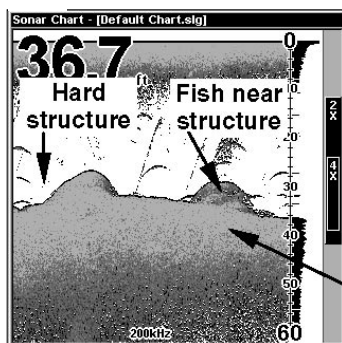 Sonar Chart - [Default Chart.slg]
36.7 ft
0
Hard structure
Fish near structure
10
20
30
40
50
60
2X
4X
200kHz